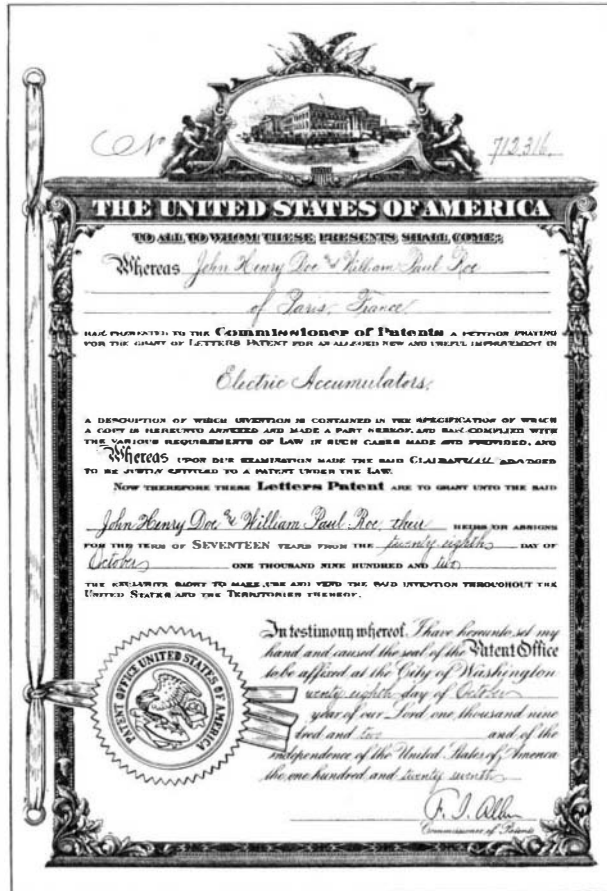 No 712,316.
THE UNITED STATES OF AMERICA
TO ALL TO WHOM THESE PRESENTS SHALL COME:
Whereas John Henry Doe and William Paul Roe
of Paris, France,
HAS PRESENTED TO THE Commissioner of Patents A PETITION PRAYING
FOR THE GRANT OF LETTERS PATENT FOR AN ALLEGED NEW AND USEFUL IMPROVEMENT IN
Electric Accumulators,
A DESCRIPTION OF WHICH INVENTION IS CONTAINED IN THE SPECIFICATION OF WHICH
A COPY IS HEREUNTO ANNEXED AND MADE A PART HEREOF, AND HAS COMPLIED WITH
THE VARIOUS REQUIREMENTS OF LAW IN SUCH CASES MADE AND PROVIDED, AND
Whereas UPON DUE EXAMINATION MADE THE SAID CLAIMANT ADJUDGED
TO BE JUSTLY ENTITLED TO A PATENT UNDER THE LAW.
NOW THEREFORE THESE Letters Patent ARE TO GRANT UNTO THE SAID
John Henry Doe and William Paul Roe, their HEIRS OR ASSIGNS
FOR THE TERM OF SEVENTEEN YEARS FROM THE twenty eighth DAY OF
October ONE THOUSAND NINE HUNDRED AND two
THE EXCLUSIVE RIGHT TO MAKE, USE AND VEND THE SAID INVENTION THROUGHOUT THE
UNITED STATES AND THE TERRITORIES THEREOF.
In testimony whereof, I have hereunto set my
hand and caused the seal of the Patent Office
to be affixed at the City of Washington
twenty eighth day of October
year of our Lord one thousand nine
dred and two and of the
independence of the United States of America
the one hundred and twenty seventh
PATENT OFFICE UNITED STATES OF AMERICA
F. I. Allen
Commissioner of Patents